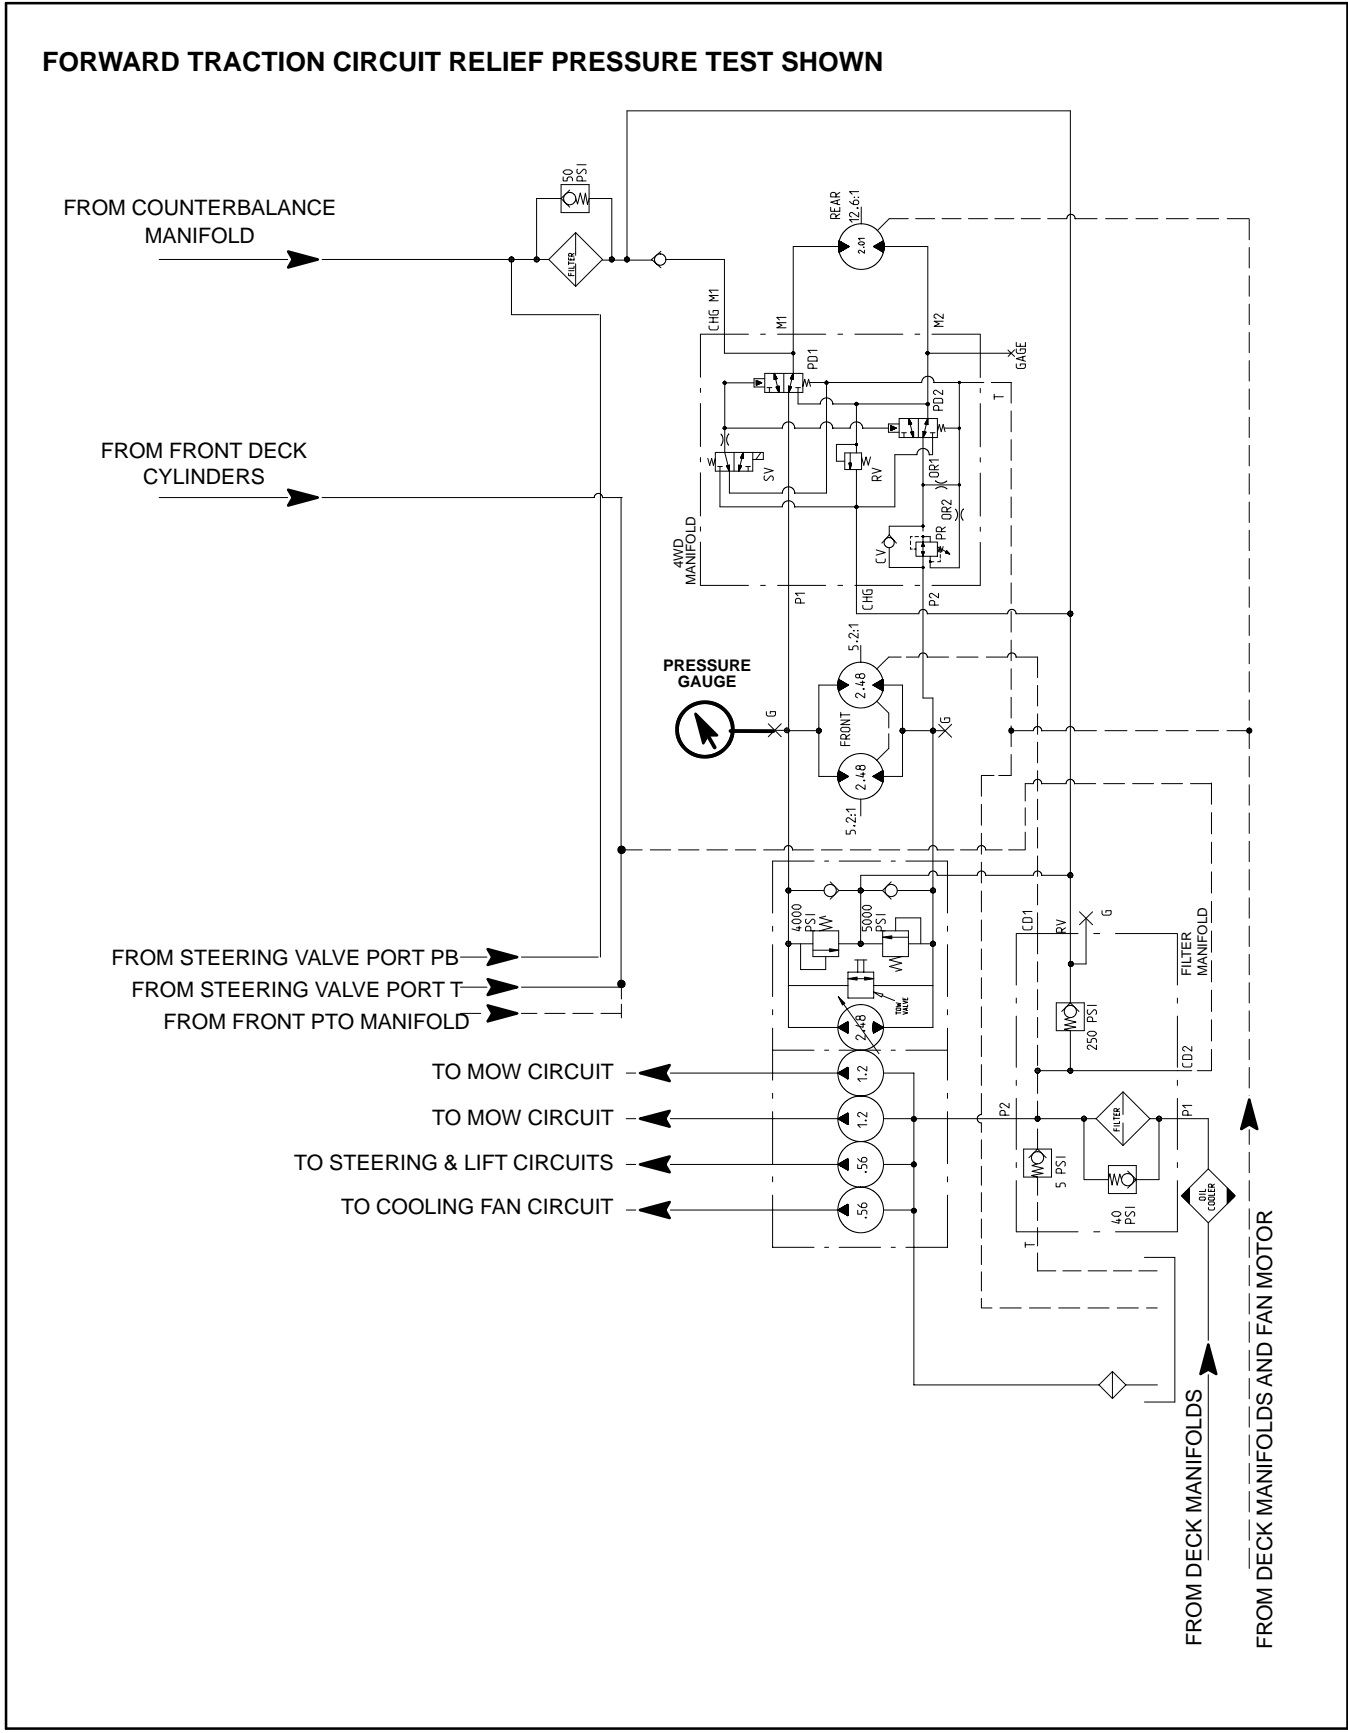 FORWARD TRACTION CIRCUIT RELIEF PRESSURE TEST SHOWN
50
PSI
FROM COUNTERBALANCE
MANIFOLD
FILTER
REAR
12.6:1
2.01
CHG M1
M1
M2
PD1
GAGE
PD2
T
FROM FRONT DECK
CYLINDERS
SV
RV
OR1
OR2
PR
CV
4WD
MANIFOLD
P1
CHG
P2
5.2:1
PRESSURE
GAUGE
2.48
G
FRONT
G
2.48
5.2:1
4000
PSI
5000
PSI
CD1
RV
G
FILTER
MANIFOLD
FROM STEERING VALVE PORT PB
FROM STEERING VALVE PORT T
FROM FRONT PTO MANIFOLD
TOW
VALVE
2.48
250 PSI
CD2
TO MOW CIRCUIT
1.2
TO MOW CIRCUIT
1.2
P2
FILTER
P1
TO STEERING & LIFT CIRCUITS
.56
5 PSI
40
PSI
OIL
COOLER
TO COOLING FAN CIRCUIT
.56
T
FROM DECK MANIFOLDS
FROM DECK MANIFOLDS AND FAN MOTOR